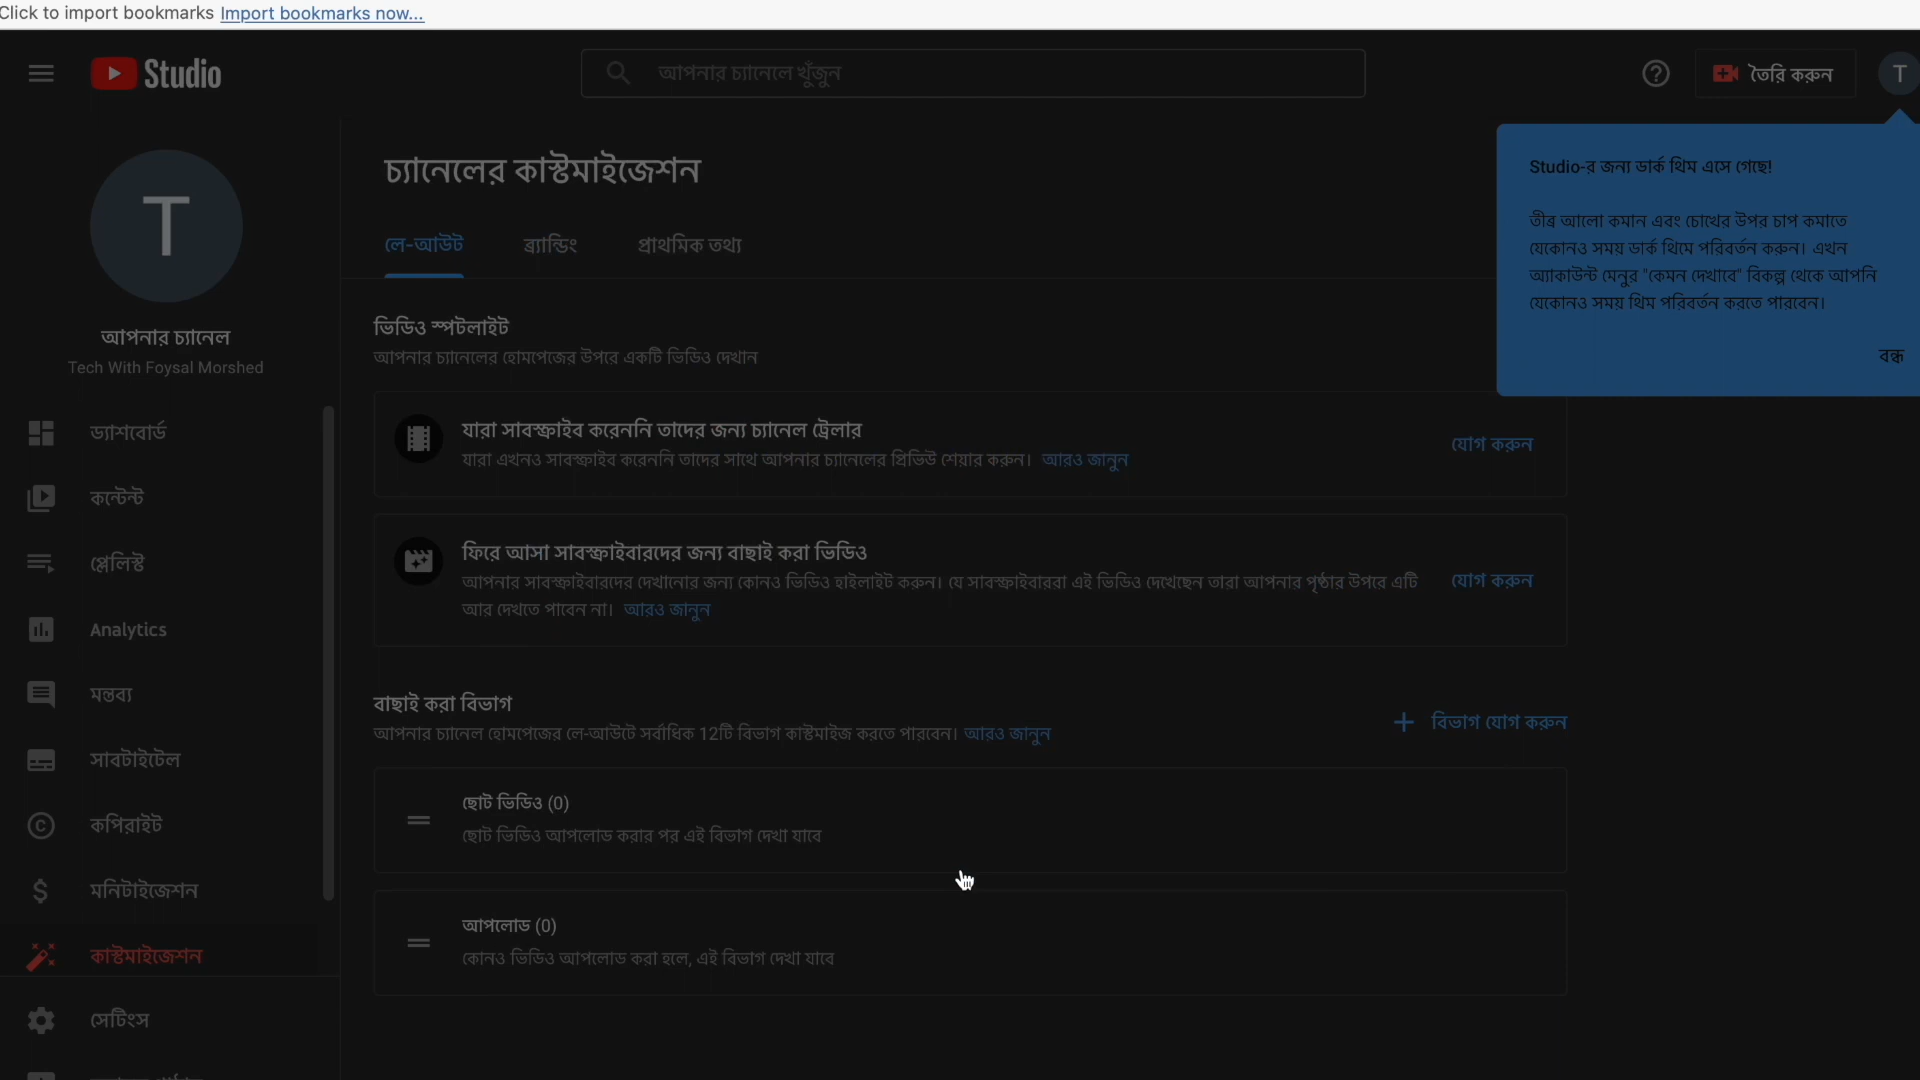 Click to import bookmarks Import bookmarks now...
Studio
আপনার চ্যানেলে খুঁজুন
তৈরি করুন
T
T
আপনার চ্যানেল
Tech With Foysal Morshed
ড্যাশবোর্ড
কন্টেন্ট
প্লেলিস্ট
Analytics
মন্তব্য
সাবটাইটেল
কপিরাইট
মনিটাইজেশন
কাস্টমাইজেশন
সেটিংস
চ্যানেলের কাস্টমাইজেশন
লে-আউট
ব্র্যান্ডিং
প্রাথমিক তথ্য
ভিডিও স্পটলাইট
আপনার চ্যানেলের হোমপেজের উপরে একটি ভিডিও দেখান
যারা সাবস্ক্রাইব করেননি তাদের জন্য চ্যানেল ট্রেলার
যারা এখনও সাবস্ক্রাইব করেননি তাদের সাথে আপনার চ্যানেলের প্রিভিউ শেয়ার করুন। আরও জানুন
যোগ করুন
ফিরে আসা সাবস্ক্রাইবারদের জন্য বাছাই করা ভিডিও
আপনার সাবস্ক্রাইবারদের দেখানোর জন্য কোনও ভিডিও হাইলাইট করুন। যে সাবস্ক্রাইবাররা এই ভিডিও দেখেছেন তারা আপনার পৃষ্ঠার উপরে এটি
আর দেখতে পাবেন না। আরও জানুন
যোগ করুন
বাছাই করা বিভাগ
আপনার চ্যানেল হোমপেজের লে-আউটে সর্বাধিক 12টি বিভাগ কাস্টমাইজ করতে পারবেন। আরও জানুন
বিভাগ যোগ করুন
ছোট ভিডিও (0)
ছোট ভিডিও আপলোড করার পর এই বিভাগ দেখা যাবে
আপলোড (0)
কোনও ভিডিও আপলোড করা হলে, এই বিভাগ দেখা যাবে
Studio-র জন্য ডার্ক থিম এসে গেছে!
তীব্র আলো কমান এবং চোখের উপর চাপ কমাতে
যেকোনও সময় ডার্ক থিমে পরিবর্তন করুন। এখন
অ্যাকাউন্ট মেনুর "কেমন দেখাবে" বিকল্প থেকে আপনি
যেকোনও সময় থিম পরিবর্তন করতে পারবেন।
বন্ধ